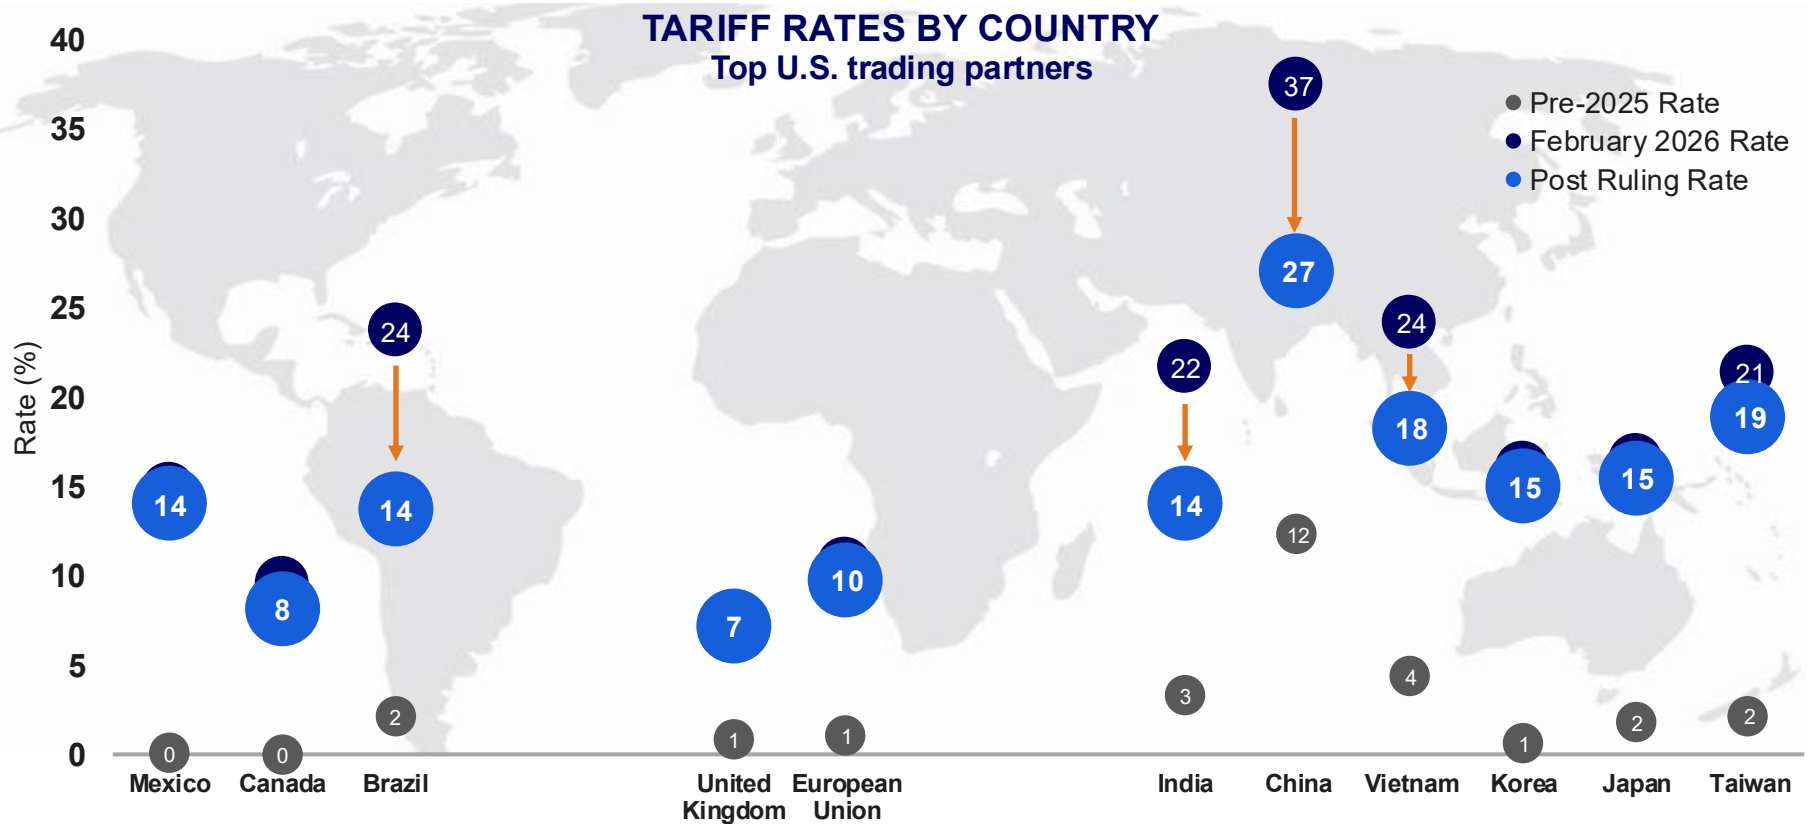 TARIFF RATES BY COUNTRY
Top U.S. trading partners
Pre-2025 Rate
February 2026 Rate
Post Ruling Rate
Rate (%)
40
35
30
25
20
15
10
5
0
14
0
8
0
24
14
2
7
1
10
1
22
14
3
37
27
12
24
18
4
15
1
15
2
21
19
2
Mexico
Canada
Brazil
United
Kingdom
European
Union
India
China
Vietnam
Korea
Japan
Taiwan